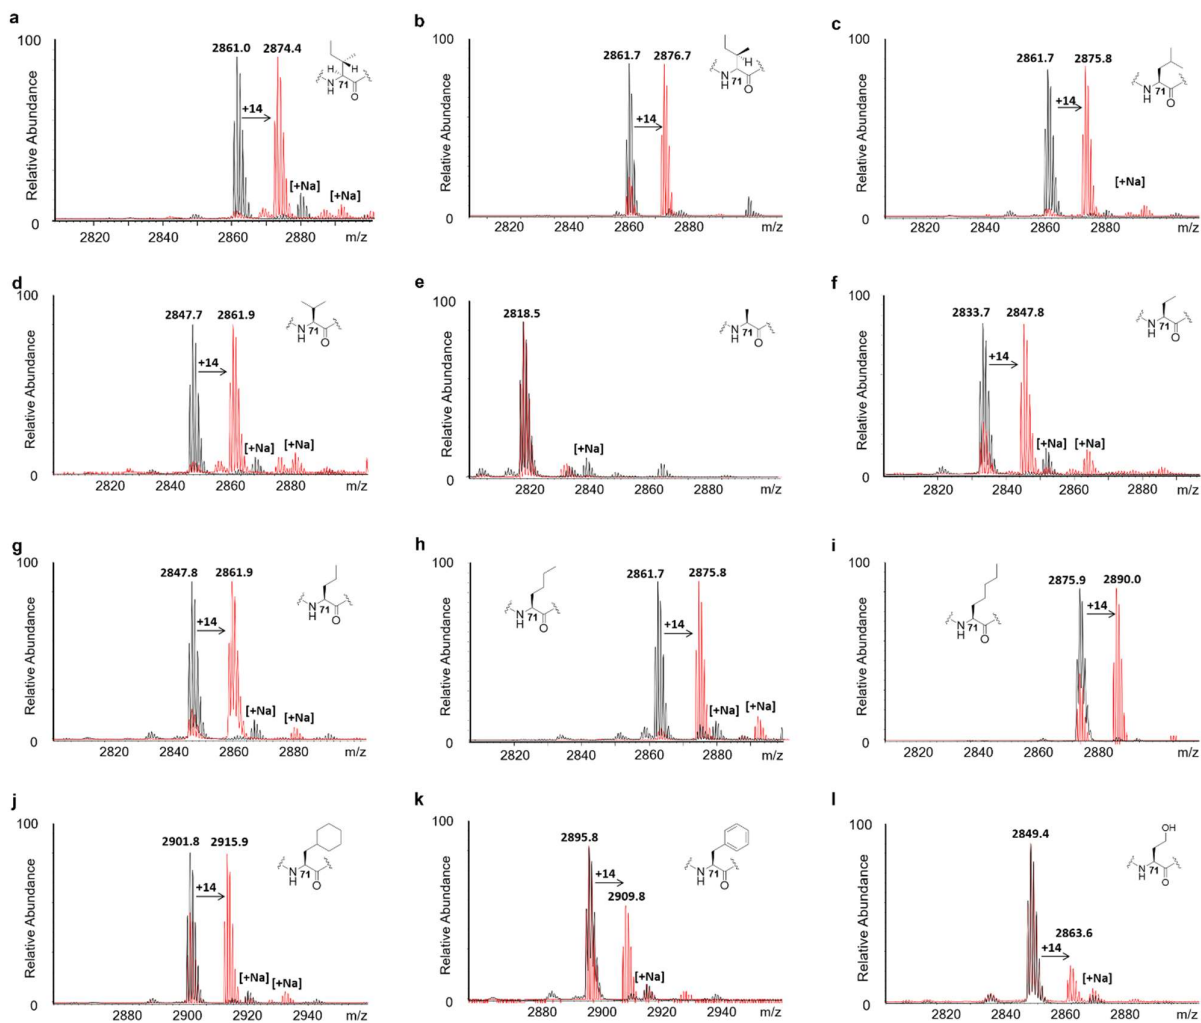 a
100
Relative Abundance
0
2861.0 2874.4
+14
[+Na] [+Na]
N H 71 H H O
2820 2840 2860 2880 m/z
b
100
Relative Abundance
0
2861.7 2876.7
+14
N H 71 H O
2820 2840 2860 2880 m/z
c
100
Relative Abundance
0
2861.7 2875.8
+14
[+Na]
N H 71 O
2820 2840 2860 2880 m/z
d
100
Relative Abundance
0
2847.7 2861.9
+14
[+Na] [+Na]
N H 71 O
2820 2840 2860 2880 m/z
e
100
Relative Abundance
0
2818.5
[+Na]
N H 71 O
2820 2840 2860 2880 m/z
f
100
Relative Abundance
0
2833.7 2847.8
+14
[+Na] [+Na]
N H 71 O
2820 2840 2860 2880 m/z
g
100
Relative Abundance
0
2847.8 2861.9
+14
[+Na] [+Na]
N H 71 O
2820 2840 2860 2880 m/z
h
100
Relative Abundance
0
2861.7 2875.8
+14
[+Na] [+Na]
N H 71 O
2820 2840 2860 2880 m/z
i
100
Relative Abundance
0
2875.9 2890.0
+14
N H 71 O
2820 2840 2860 2880 m/z
j
100
Relative Abundance
0
2901.8 2915.9
+14
[+Na] [+Na]
N H 71 O
2880 2900 2920 2940 m/z
k
100
Relative Abundance
0
2895.8
+14
2909.8
[+Na]
N H 71 O
2880 2900 2920 2940 m/z
l
100
Relative Abundance
0
2849.4
+14
2863.6
[+Na]
OH
N H 71 O
2820 2840 2860 2880 m/z